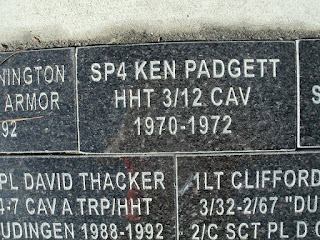 NINGTON
ARMOR
92
SP4 KEN PADGETT
HHT 3/12 CAV
1970-1972
S
PL DAVID THACKER
4-7 CAV A TRP/HHT
UDINGEN 1988-1992
1LT CLIFFORD
3/32-2/67 "DU
2/C SCT PL D C